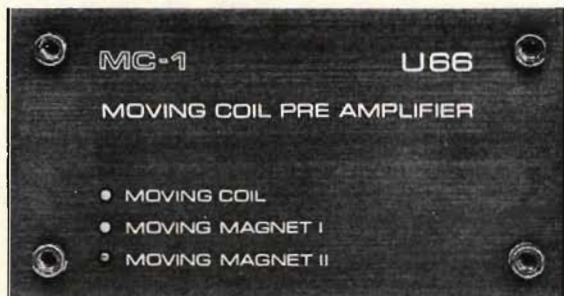 MC-1 U66
MOVING COIL PRE AMPLIFIER
MOVING COIL
MOVING MAGNET I
MOVING MAGNET II